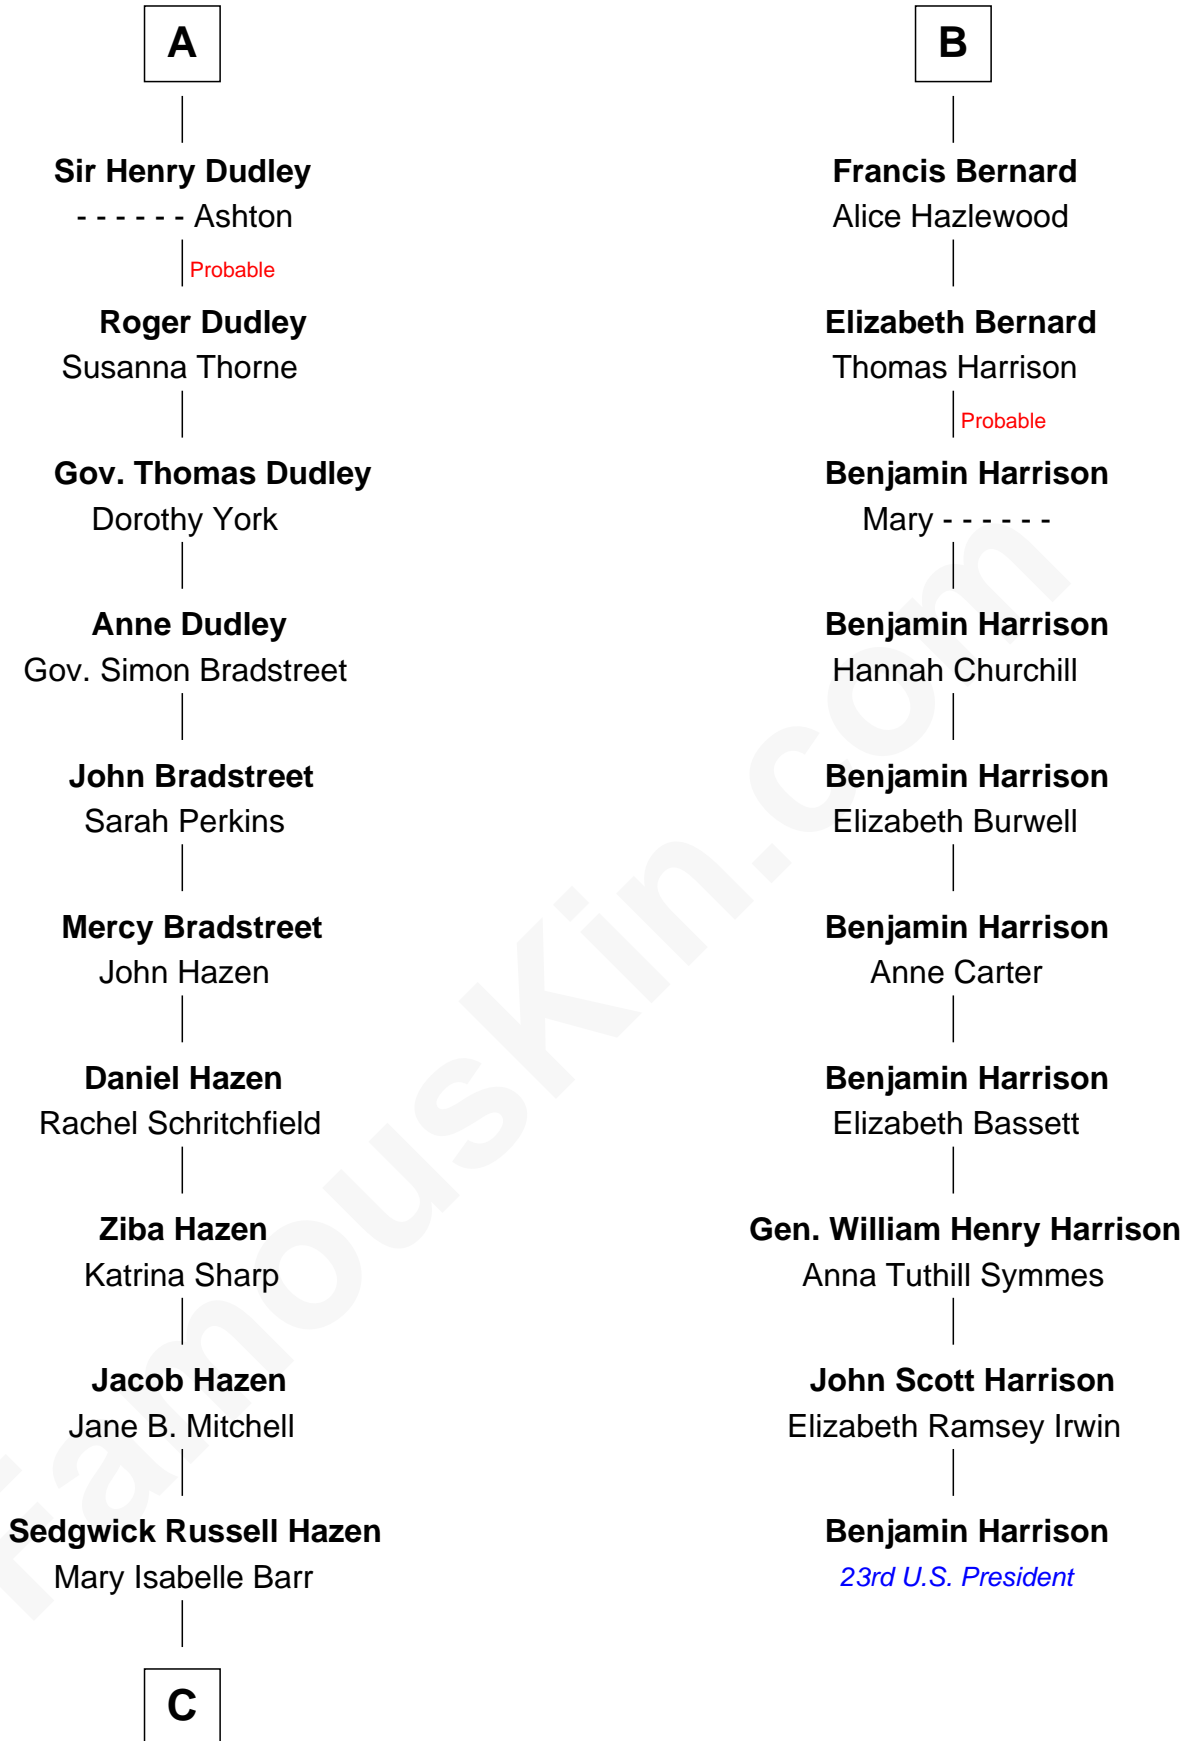 A
Sir Henry Dudley
- - - - - - Ashton
Probable
Roger Dudley
Susanna Thorne
Gov. Thomas Dudley
Dorothy York
Anne Dudley
Gov. Simon Bradstreet
John Bradstreet
Sarah Perkins
Mercy Bradstreet
John Hazen
Daniel Hazen
Rachel Schritchfield
Ziba Hazen
Katrina Sharp
Jacob Hazen
Jane B. Mitchell
Sedgwick Russell Hazen
Mary Isabelle Barr
C
B
Francis Bernard
Alice Hazlewood
Elizabeth Bernard
Thomas Harrison
Probable
Benjamin Harrison
Mary - - - - - -
Benjamin Harrison
Hannah Churchill
Benjamin Harrison
Elizabeth Burwell
Benjamin Harrison
Anne Carter
Benjamin Harrison
Elizabeth Bassett
Gen. William Henry Harrison
Anna Tuthill Symmes
John Scott Harrison
Elizabeth Ramsey Irwin
Benjamin Harrison
23rd U.S. President
FamousKin.com